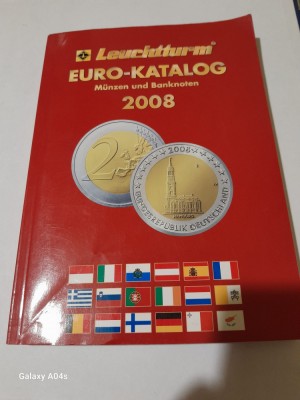 Leuchtturm
EURO-KATALOG
Münzen und Banknoten
2008
2
2008
BUNDESREPUBLIK DEUTSCHLAND
Galaxy A04s